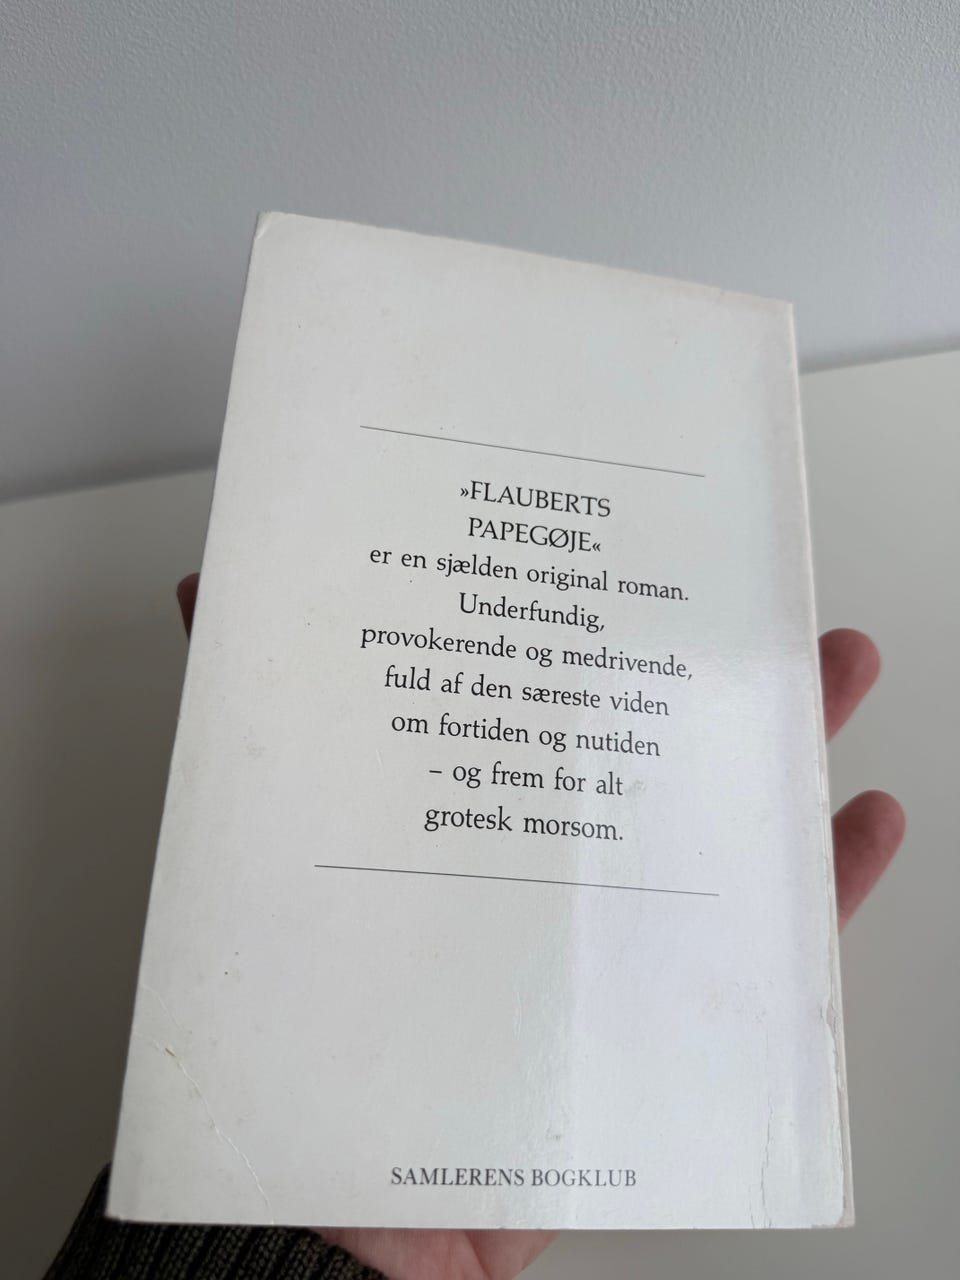 »FLAUBERTS
PAPEGØJE«
er en sjælden original roman.
Underfundig,
provokerende og medrivende,
fuld af den særeste viden
om fortiden og nutiden
– og frem for alt
grotesk morsom.
SAMLERENS BOGKLUB